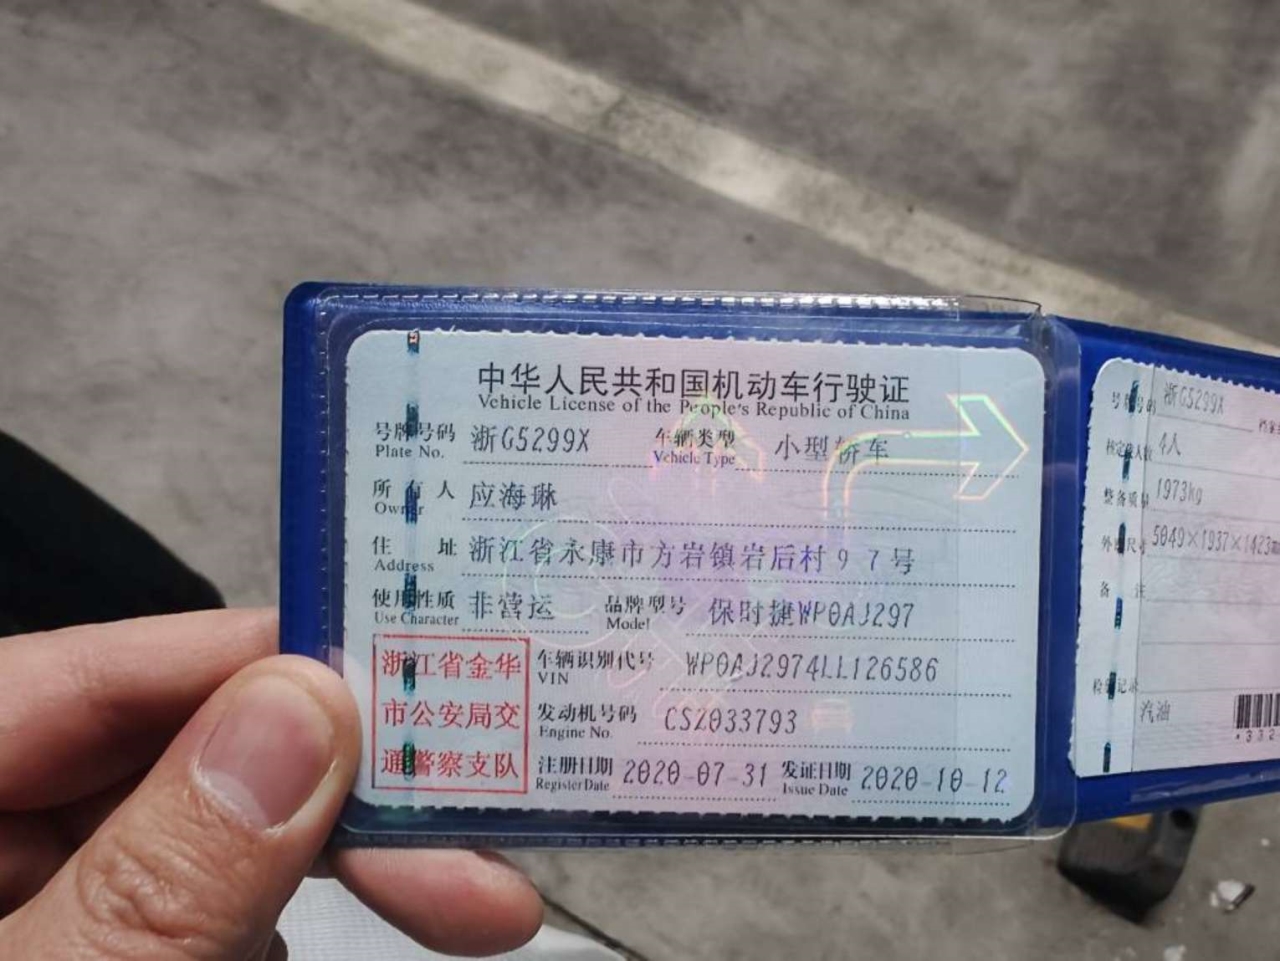 中华人民共和国机动车行驶证
Vehicle License of the People's Republic of China
号牌号码 浙G5299X 车辆类型 小型轿车
Plate No. Vehicle Type
所有人 应海琳
Owner
住址 浙江省永康市方岩镇岩后村97号
Address
使用性质 非营运 品牌型号 保时捷WP0AJ297
Use Character Model
浙江省金华
市公安局交
通警察支队
车辆识别代号 WP0AJ2974LL126586
VIN
发动机号码 CSZ033793
Engine No.
注册日期 2020-07-31 发证日期 2020-10-12
Register Date Issue Date
号牌号码 浙G5299X
核定载人数 4人
整备质量 1973kg
外廓尺寸 5049×1937×1423
备注
检验记录
汽油